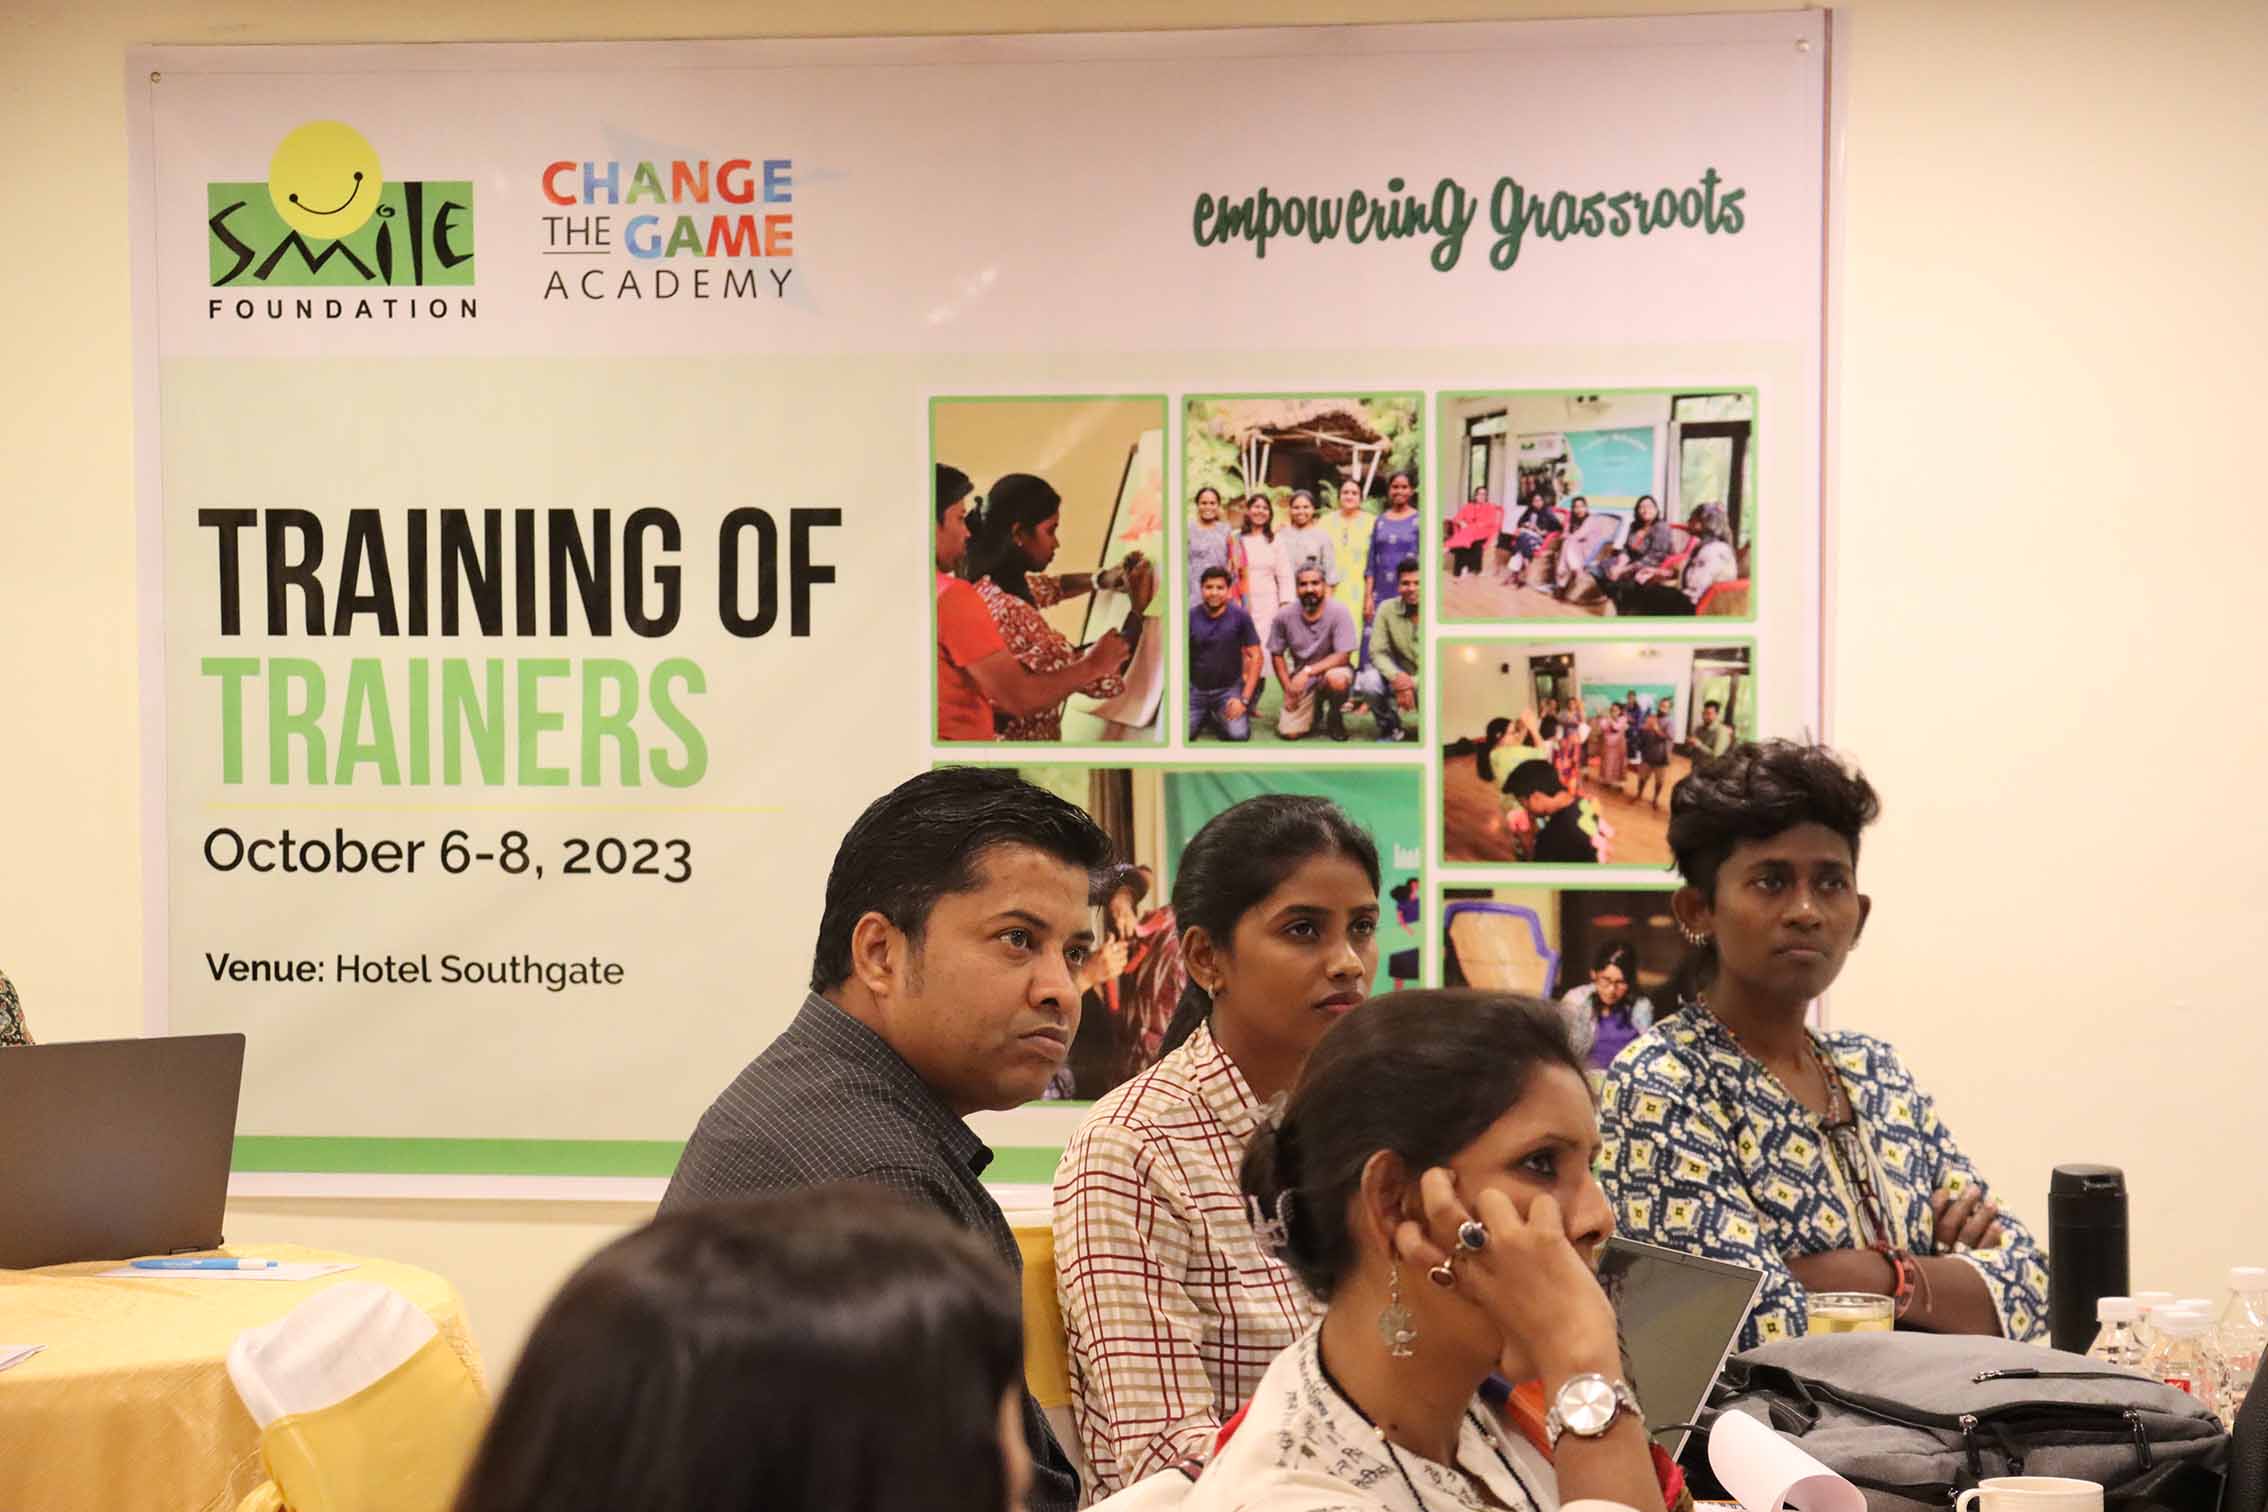 SMILE
FOUNDATION
CHANGE
THE GAME
ACADEMY
empowering grassroots
TRAINING OF
TRAINERS
October 6-8, 2023
Venue: Hotel Southgate